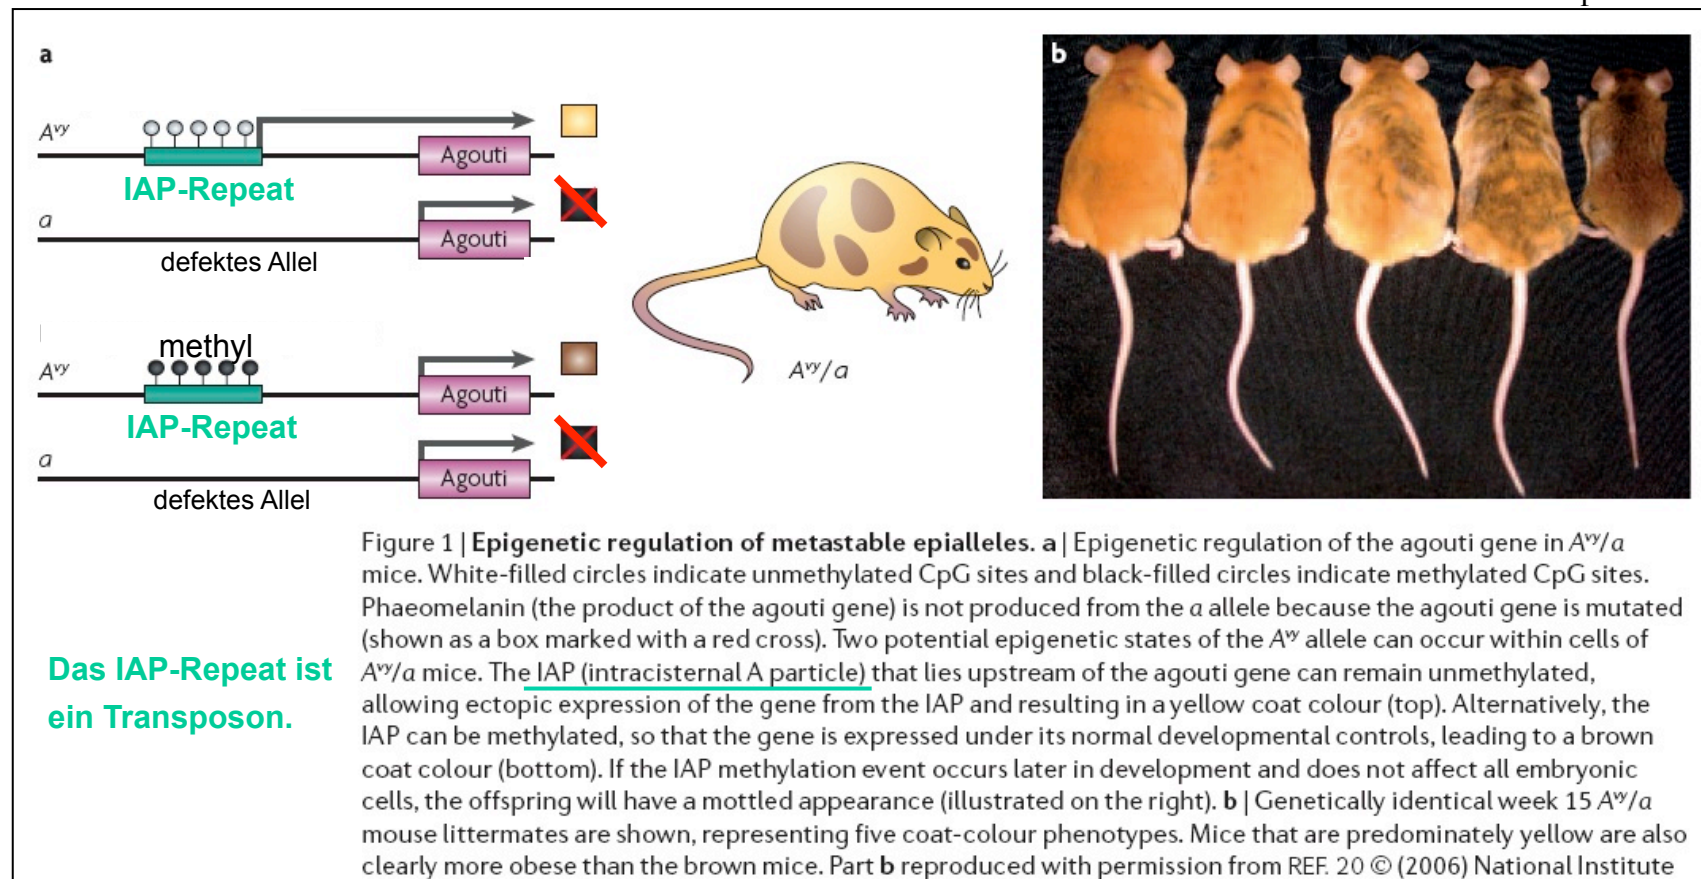 a
Aᵛʸ
Agouti
IAP-Repeat
a
Agouti
defektes Allel
methyl
Aᵛʸ
Agouti
IAP-Repeat
a
Agouti
defektes Allel
Aᵛʸ/a
b
Das IAP-Repeat ist
ein Transposon.
Figure 1 | Epigenetic regulation of metastable epialleles. a | Epigenetic regulation of the agouti gene in Aᵛʸ/a
mice. White-filled circles indicate unmethylated CpG sites and black-filled circles indicate methylated CpG sites.
Phaeomelanin (the product of the agouti gene) is not produced from the a allele because the agouti gene is mutated
(shown as a box marked with a red cross). Two potential epigenetic states of the Aᵛʸ allele can occur within cells of
Aᵛʸ/a mice. The IAP (intracisternal A particle) that lies upstream of the agouti gene can remain unmethylated,
allowing ectopic expression of the gene from the IAP and resulting in a yellow coat colour (top). Alternatively, the
IAP can be methylated, so that the gene is expressed under its normal developmental controls, leading to a brown
coat colour (bottom). If the IAP methylation event occurs later in development and does not affect all embryonic
cells, the offspring will have a mottled appearance (illustrated on the right). b | Genetically identical week 15 Aᵛʸ/a
mouse littermates are shown, representing five coat-colour phenotypes. Mice that are predominately yellow are also
clearly more obese than the brown mice. Part b reproduced with permission from REF. 20 © (2006) National Institute